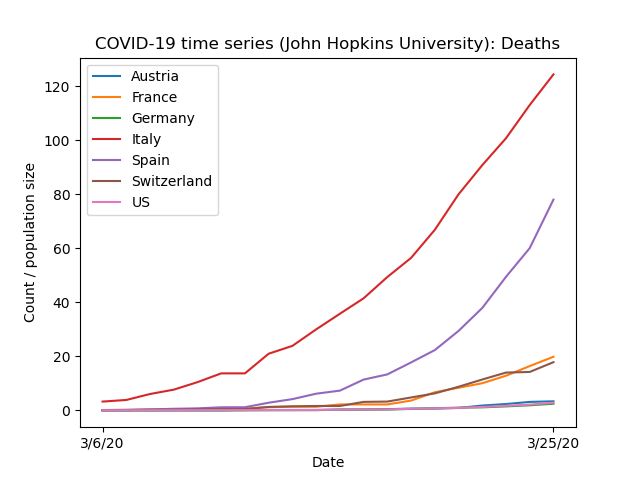 COVID-19 time series (John Hopkins University): Deaths
Count / population size
120
100
80
60
40
20
0
Austria
France
Germany
Italy
Spain
Switzerland
US
3/6/20
3/25/20
Date